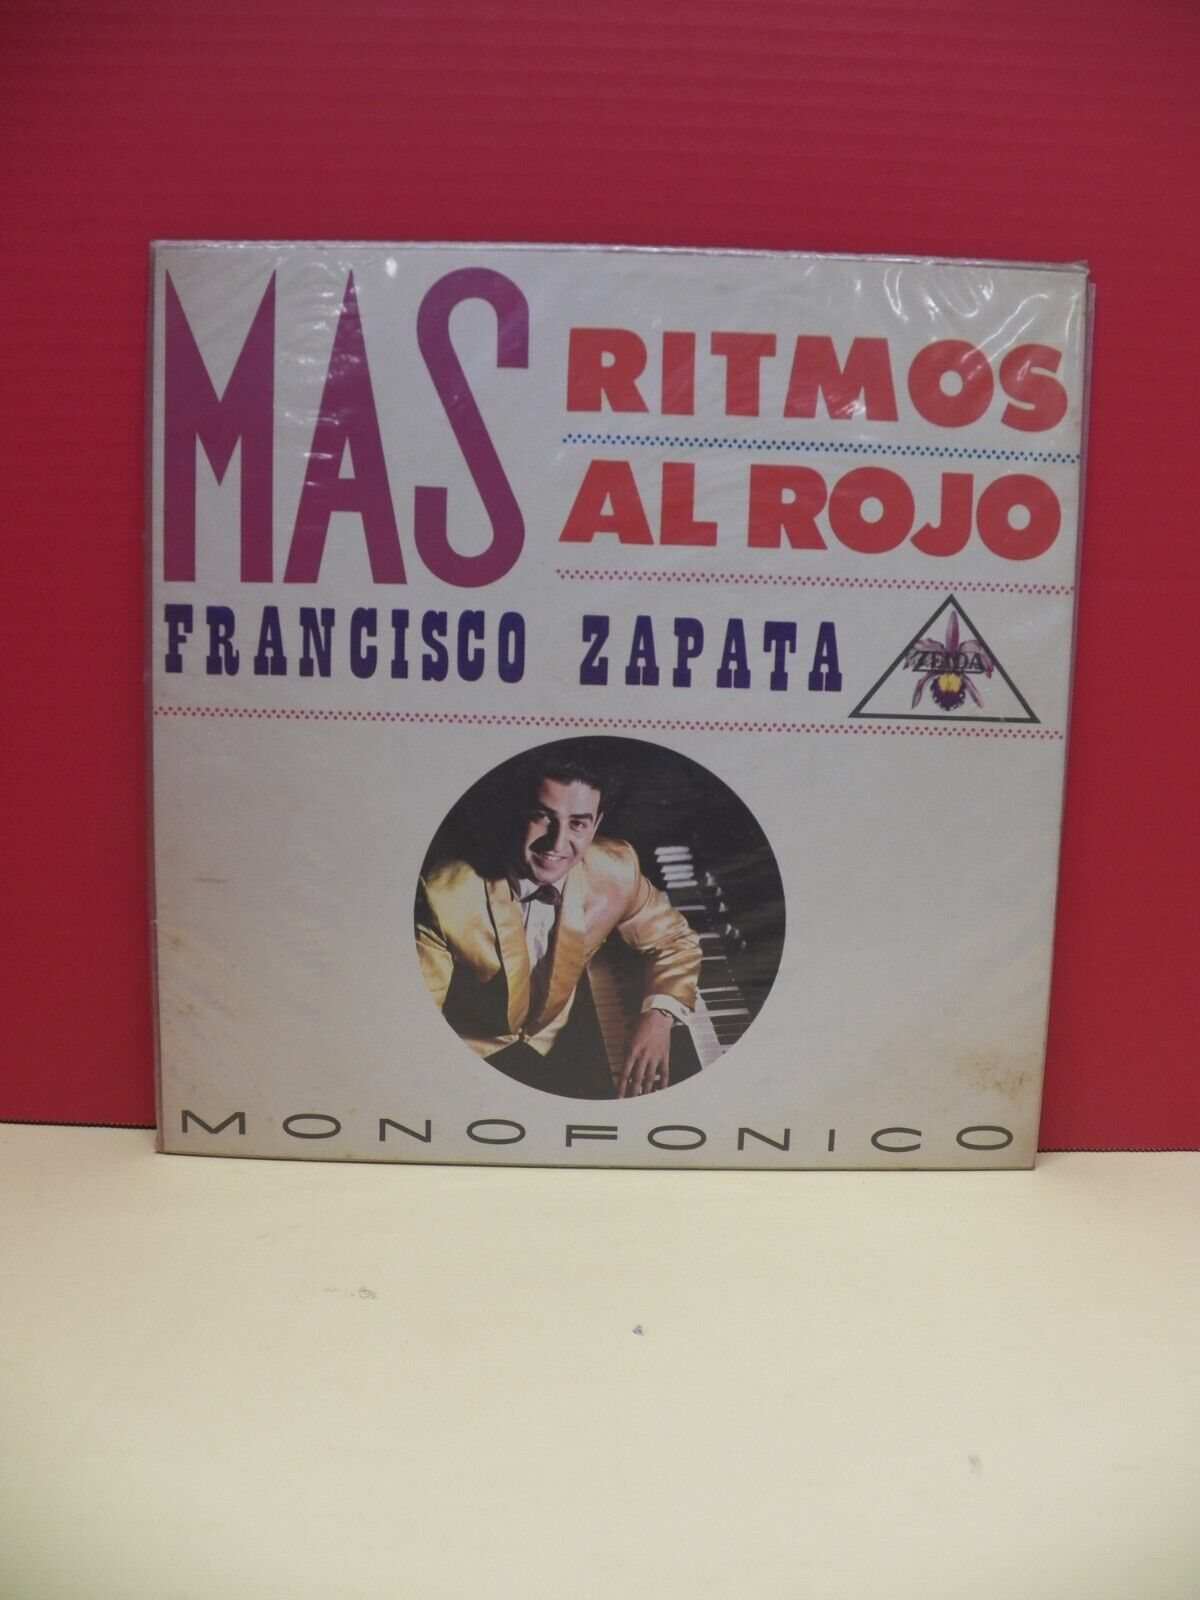 MAS
RITMOS
AL ROJO
FRANCISCO ZAPATA
ZEIDA
MONOFONICO